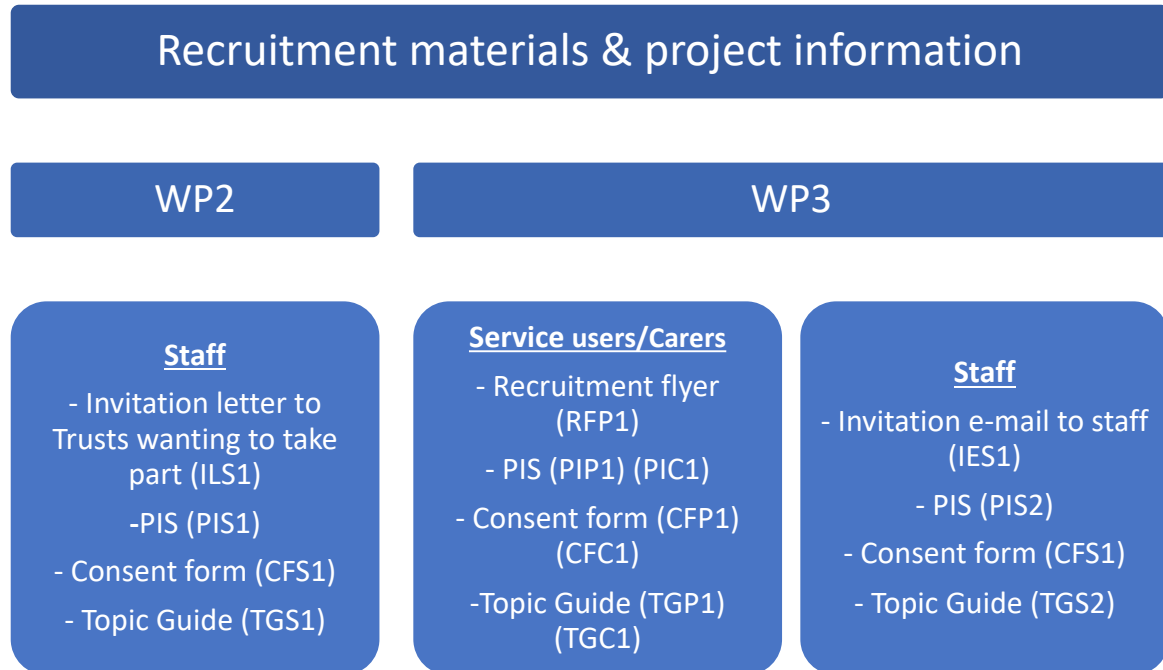 Recruitment materials & project information
WP2
WP3
Staff
- Invitation letter to
Trusts wanting to take
part (ILS1)
-PIS (PIS1)
- Consent form (CFS1)
- Topic Guide (TGS1)
Service users/Carers
- Recruitment flyer
(RFP1)
- PIS (PIP1) (PIC1)
- Consent form (CFP1)
(CFC1)
-Topic Guide (TGP1)
(TGC1)
Staff
- Invitation e-mail to staff
(IES1)
- PIS (PIS2)
- Consent form (CFS1)
- Topic Guide (TGS2)